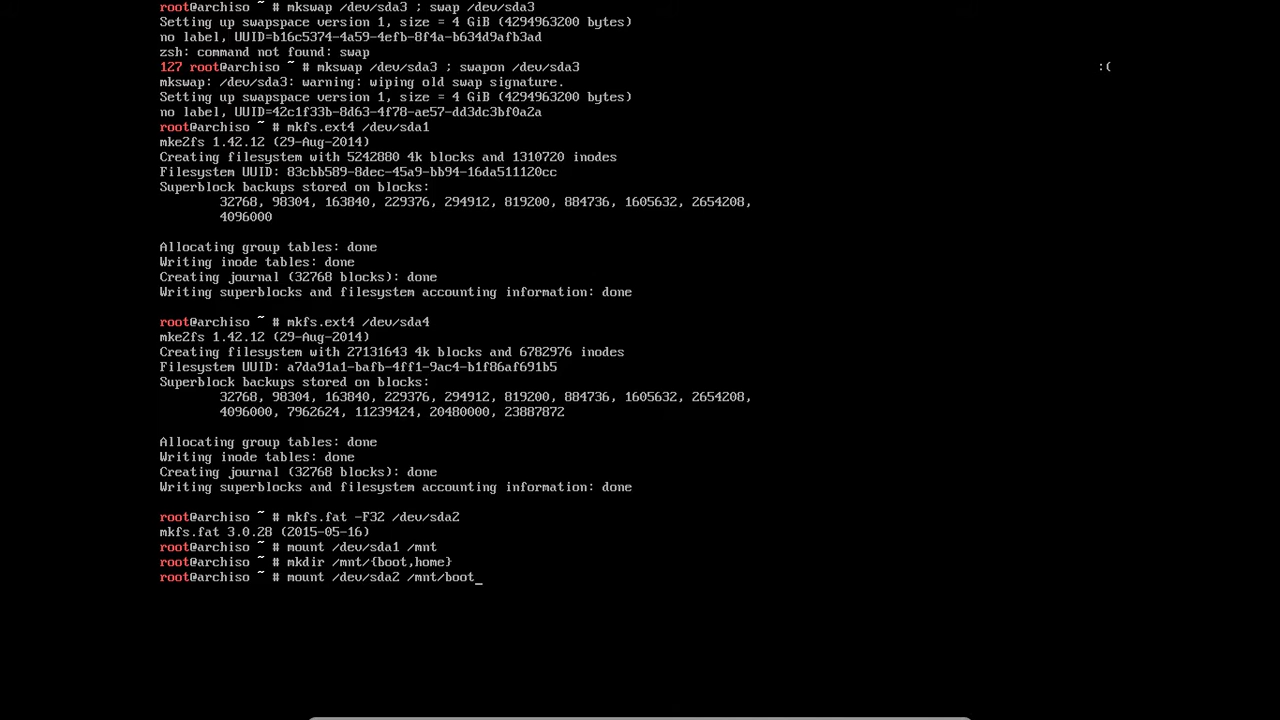 root@archiso ~ # mkswap /dev/sda3 ; swap /dev/sda3
Setting up swapspace version 1, size = 4 GiB (4294963200 bytes)
no label, UUID=b16c5374-4a59-4efb-8f4a-b634d9afb3ad
zsh: command not found: swap
127 root@archiso ~ # mkswap /dev/sda3 ; swapon /dev/sda3 :(
mkswap: /dev/sda3: warning: wiping old swap signature.
Setting up swapspace version 1, size = 4 GiB (4294963200 bytes)
no label, UUID=42c1f33b-8d63-4f78-ae57-dd3dc3bf0a2a
root@archiso ~ # mkfs.ext4 /dev/sda1
mke2fs 1.42.12 (29-Aug-2014)
Creating filesystem with 5242880 4k blocks and 1310720 inodes
Filesystem UUID: 83cbb589-8dec-45a9-bb94-16da511120cc
Superblock backups stored on blocks:
32768, 98304, 163840, 229376, 294912, 819200, 884736, 1605632, 2654208,
4096000
Allocating group tables: done
Writing inode tables: done
Creating journal (32768 blocks): done
Writing superblocks and filesystem accounting information: done
root@archiso ~ # mkfs.ext4 /dev/sda4
mke2fs 1.42.12 (29-Aug-2014)
Creating filesystem with 27131643 4k blocks and 6782976 inodes
Filesystem UUID: a7da91a1-bafb-4ff1-9ac4-b1f86af691b5
Superblock backups stored on blocks:
32768, 98304, 163840, 229376, 294912, 819200, 884736, 1605632, 2654208,
4096000, 7962624, 11239424, 20480000, 23887872
Allocating group tables: done
Writing inode tables: done
Creating journal (32768 blocks): done
Writing superblocks and filesystem accounting information: done
root@archiso ~ # mkfs.fat -F32 /dev/sda2
mkfs.fat 3.0.28 (2015-05-16)
root@archiso ~ # mount /dev/sda1 /mnt
root@archiso ~ # mkdir /mnt/{boot,home}
root@archiso ~ # mount /dev/sda2 /mnt/boot_